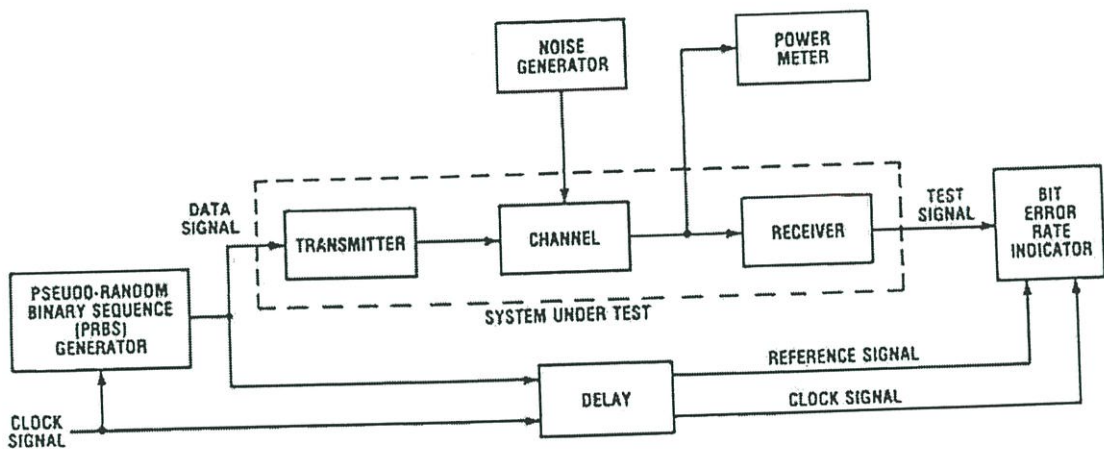 NOISE
GENERATOR
POWER
METER
DATA
SIGNAL
TRANSMITTER
CHANNEL
RECEIVER
TEST
SIGNAL
BIT
ERROR
RATE
INDICATOR
PSEUDO-RANDOM
BINARY SEQUENCE
(PRBS)
GENERATOR
SYSTEM UNDER TEST
REFERENCE SIGNAL
DELAY
CLOCK SIGNAL
CLOCK
SIGNAL